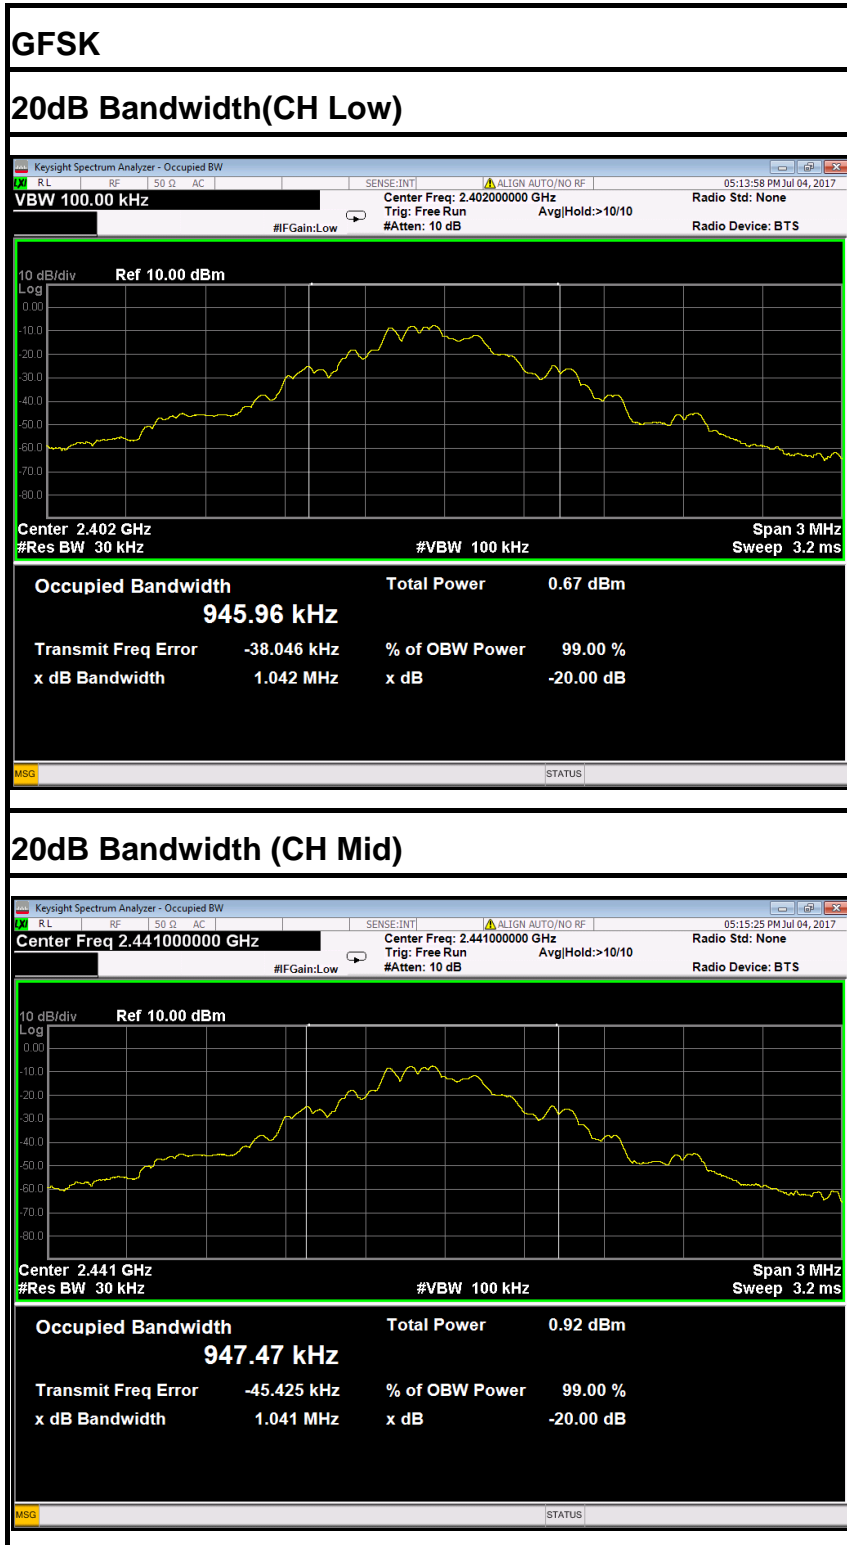 GFSK
20dB Bandwidth(CH Low)
Keysight Spectrum Analyzer - Occupied BW
LXI RL RF 50 Ω AC SENSE:INT ALIGN AUTO/NO RF 05:13:58 PM Jul 04, 2017
VBW 100.00 kHz Center Freq: 2.402000000 GHz Radio Std: None
Trig: Free Run Avg|Hold:>10/10
#IFGain:Low #Atten: 10 dB Radio Device: BTS
10 dB/div Ref 10.00 dBm
Log
0.00
-10.0
-20.0
-30.0
-40.0
-50.0
-60.0
-70.0
-80.0
Center 2.402 GHz Span 3 MHz
#Res BW 30 kHz #VBW 100 kHz Sweep 3.2 ms
Occupied Bandwidth Total Power 0.67 dBm
945.96 kHz
Transmit Freq Error -38.046 kHz % of OBW Power 99.00 %
x dB Bandwidth 1.042 MHz x dB -20.00 dB
MSG STATUS
20dB Bandwidth (CH Mid)
Keysight Spectrum Analyzer - Occupied BW
LXI RL RF 50 Ω AC SENSE:INT ALIGN AUTO/NO RF 05:15:25 PM Jul 04, 2017
Center Freq 2.441000000 GHz Center Freq: 2.441000000 GHz Radio Std: None
Trig: Free Run Avg|Hold:>10/10
#IFGain:Low #Atten: 10 dB Radio Device: BTS
10 dB/div Ref 10.00 dBm
Log
0.00
-10.0
-20.0
-30.0
-40.0
-50.0
-60.0
-70.0
-80.0
Center 2.441 GHz Span 3 MHz
#Res BW 30 kHz #VBW 100 kHz Sweep 3.2 ms
Occupied Bandwidth Total Power 0.92 dBm
947.47 kHz
Transmit Freq Error -45.425 kHz % of OBW Power 99.00 %
x dB Bandwidth 1.041 MHz x dB -20.00 dB
MSG STATUS